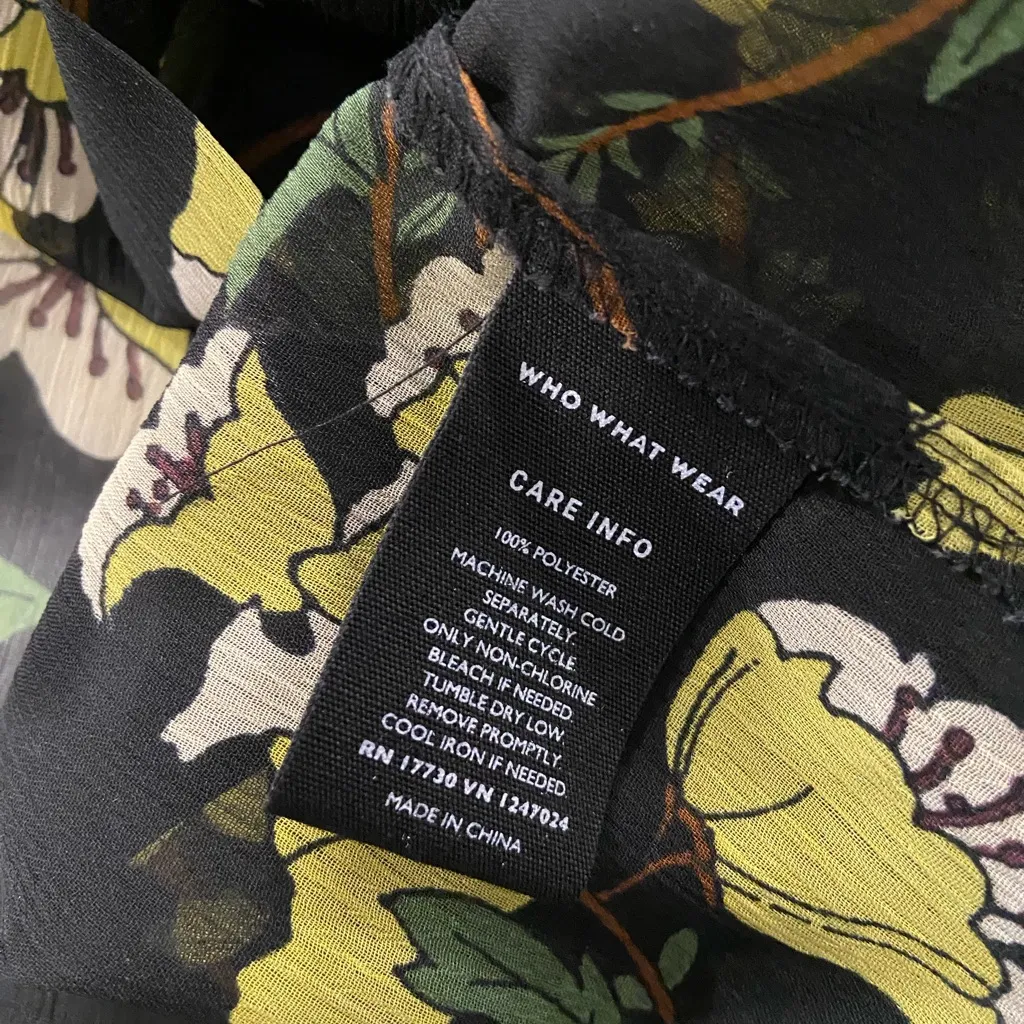 WHO WHAT WEAR
CARE INFO
100% POLYESTER
MACHINE WASH COLD
SEPARATELY.
GENTLE CYCLE.
ONLY NON-CHLORINE
BLEACH IF NEEDED.
TUMBLE DRY LOW.
REMOVE PROMPTLY.
COOL IRON IF NEEDED
RN 17730 VN 1247024
MADE IN CHINA